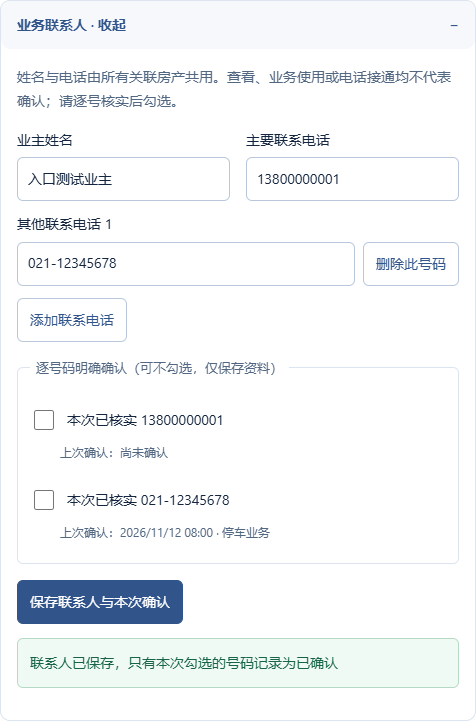 业务联系人 · 收起 −
姓名与电话由所有关联房产共用。查看、业务使用或电话接通均不代表
确认；请逐号核实后勾选。
业主姓名 主要联系电话
入口测试业主 13800000001
其他联系电话 1
021-12345678 删除此号码
添加联系电话
逐号码明确确认（可不勾选，仅保存资料）
本次已核实 13800000001
上次确认：尚未确认
本次已核实 021-12345678
上次确认：2026/11/12 08:00 · 停车业务
保存联系人与本次确认
联系人已保存，只有本次勾选的号码记录为已确认